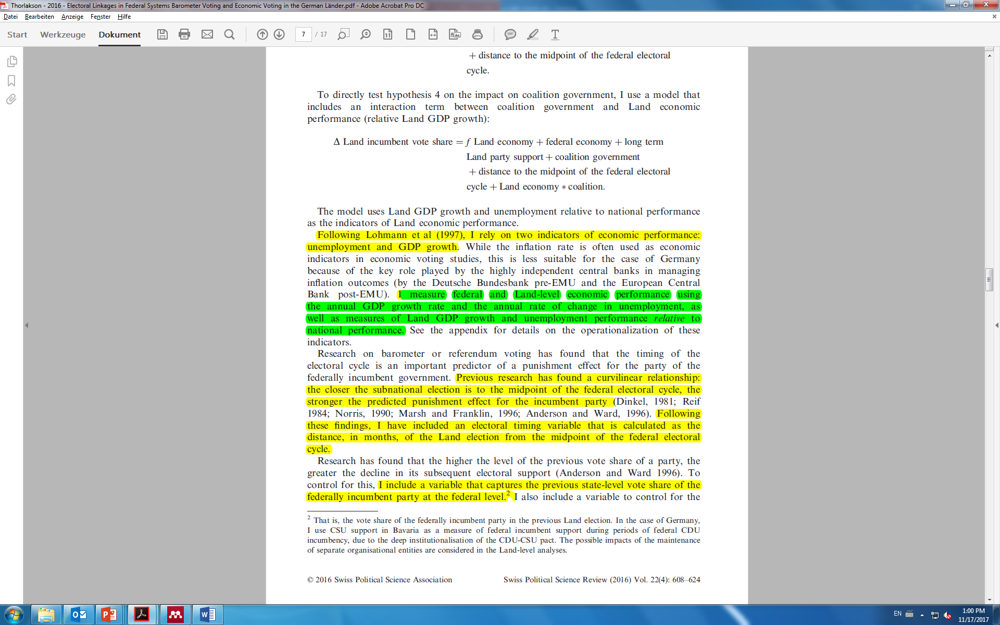 Thorlakson - 2016 - Electoral Linkages in Federal Systems Barometer Voting and Economic Voting in the German Länder.pdf - Adobe Acrobat Pro DC
Datei Bearbeiten Anzeige Fenster Hilfe
Start Werkzeuge Dokument 7 / 17
+ distance to the midpoint of the federal electoral
cycle.
To directly test hypothesis 4 on the impact on coalition government, I use a model that
includes an interaction term between coalition government and Land economic
performance (relative Land GDP growth):
Δ Land incumbent vote share = f Land economy + federal economy + long term
Land party support + coalition government
+ distance to the midpoint of the federal electoral
cycle + Land economy * coalition.
The model uses Land GDP growth and unemployment relative to national performance
as the indicators of Land economic performance.
Following Lohmann et al (1997), I rely on two indicators of economic performance:
unemployment and GDP growth. While the inflation rate is often used as economic
indicators in economic voting studies, this is less suitable for the case of Germany
because of the key role played by the highly independent central banks in managing
inflation outcomes (by the Deutsche Bundesbank pre-EMU and the European Central
Bank post-EMU). I measure federal and Land-level economic performance using
the annual GDP growth rate and the annual rate of change in unemployment, as
well as measures of Land GDP growth and unemployment performance relative to
national performance. See the appendix for details on the operationalization of these
indicators.
Research on barometer or referendum voting has found that the timing of the
electoral cycle is an important predictor of a punishment effect for the party of the
federally incumbent government. Previous research has found a curvilinear relationship:
the closer the subnational election is to the midpoint of the federal electoral cycle, the
stronger the predicted punishment effect for the incumbent party (Dinkel, 1981; Reif
1984; Norris, 1990; Marsh and Franklin, 1996; Anderson and Ward, 1996). Following
these findings, I have included an electoral timing variable that is calculated as the
distance, in months, of the Land election from the midpoint of the federal electoral
cycle.
Research has found that the higher the level of the previous vote share of a party, the
greater the decline in its subsequent electoral support (Anderson and Ward 1996). To
control for this, I include a variable that captures the previous state-level vote share of the
federally incumbent party at the federal level.2 I also include a variable to control for the
2 That is, the vote share of the federally incumbent party in the previous Land election. In the case of Germany,
I use CSU support in Bavaria as a measure of federal incumbent support during periods of federal CDU
incumbency, due to the deep institutionalisation of the CDU-CSU pact. The possible impacts of the maintenance
of separate organisational entities are considered in the Land-level analyses.
© 2016 Swiss Political Science Association Swiss Political Science Review (2016) Vol. 22(4): 608–624
EN 1:00 PM
11/17/2017